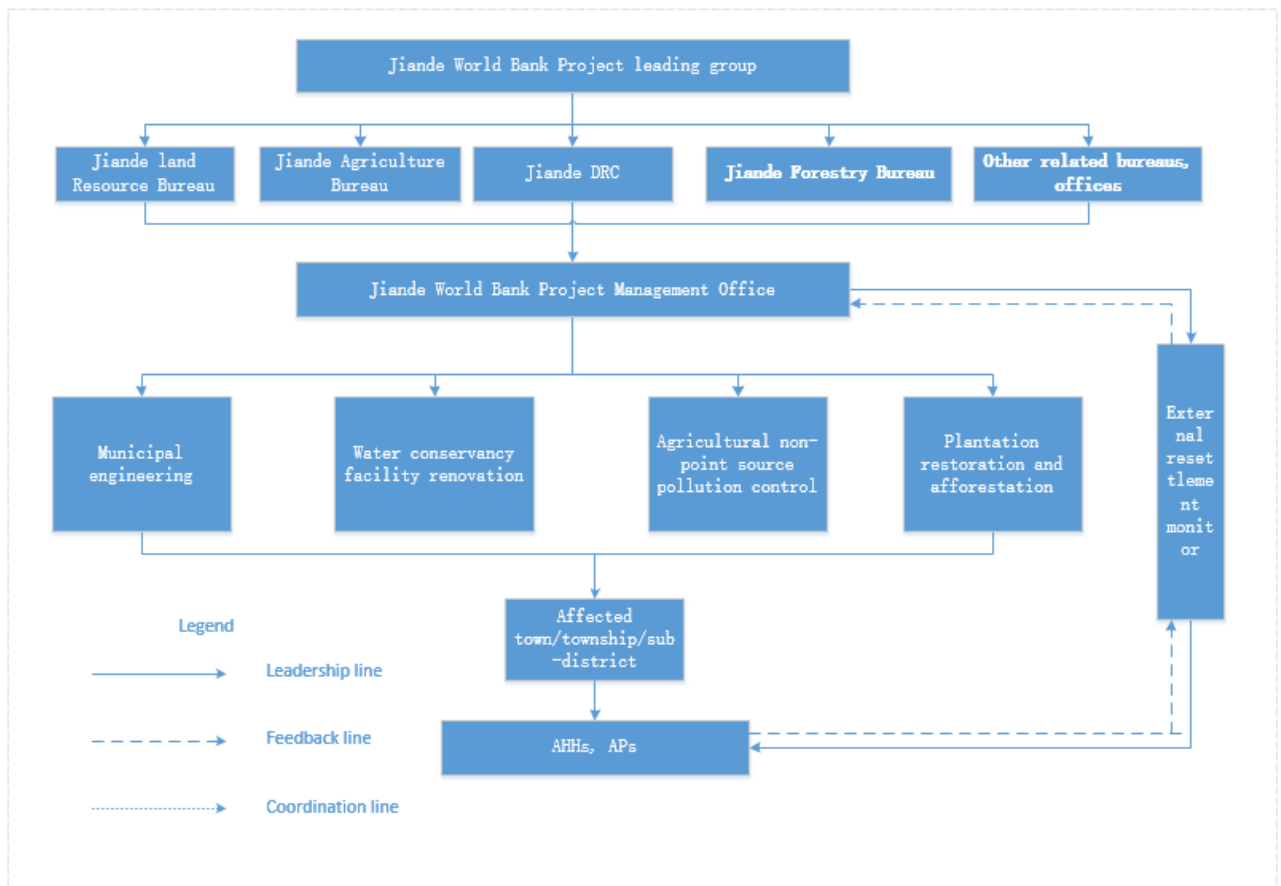 Jiande World Bank Project leading group
Jiande land
Resource Bureau
Jiande Agriculture
Bureau
Jiande DRC
Jiande Forestry Bureau
Other related bureaus,
offices
Jiande World Bank Project Management Office
Municipal
engineering
Water conservancy
facility renovation
Agricultural non-
point source
pollution control
Plantation
restoration and
afforestation
Exter
nal
reset
tleme
nt
monit
or
Affected
town/township/sub
-district
AHHs, APs
Legend
Leadership line
Feedback line
Coordination line